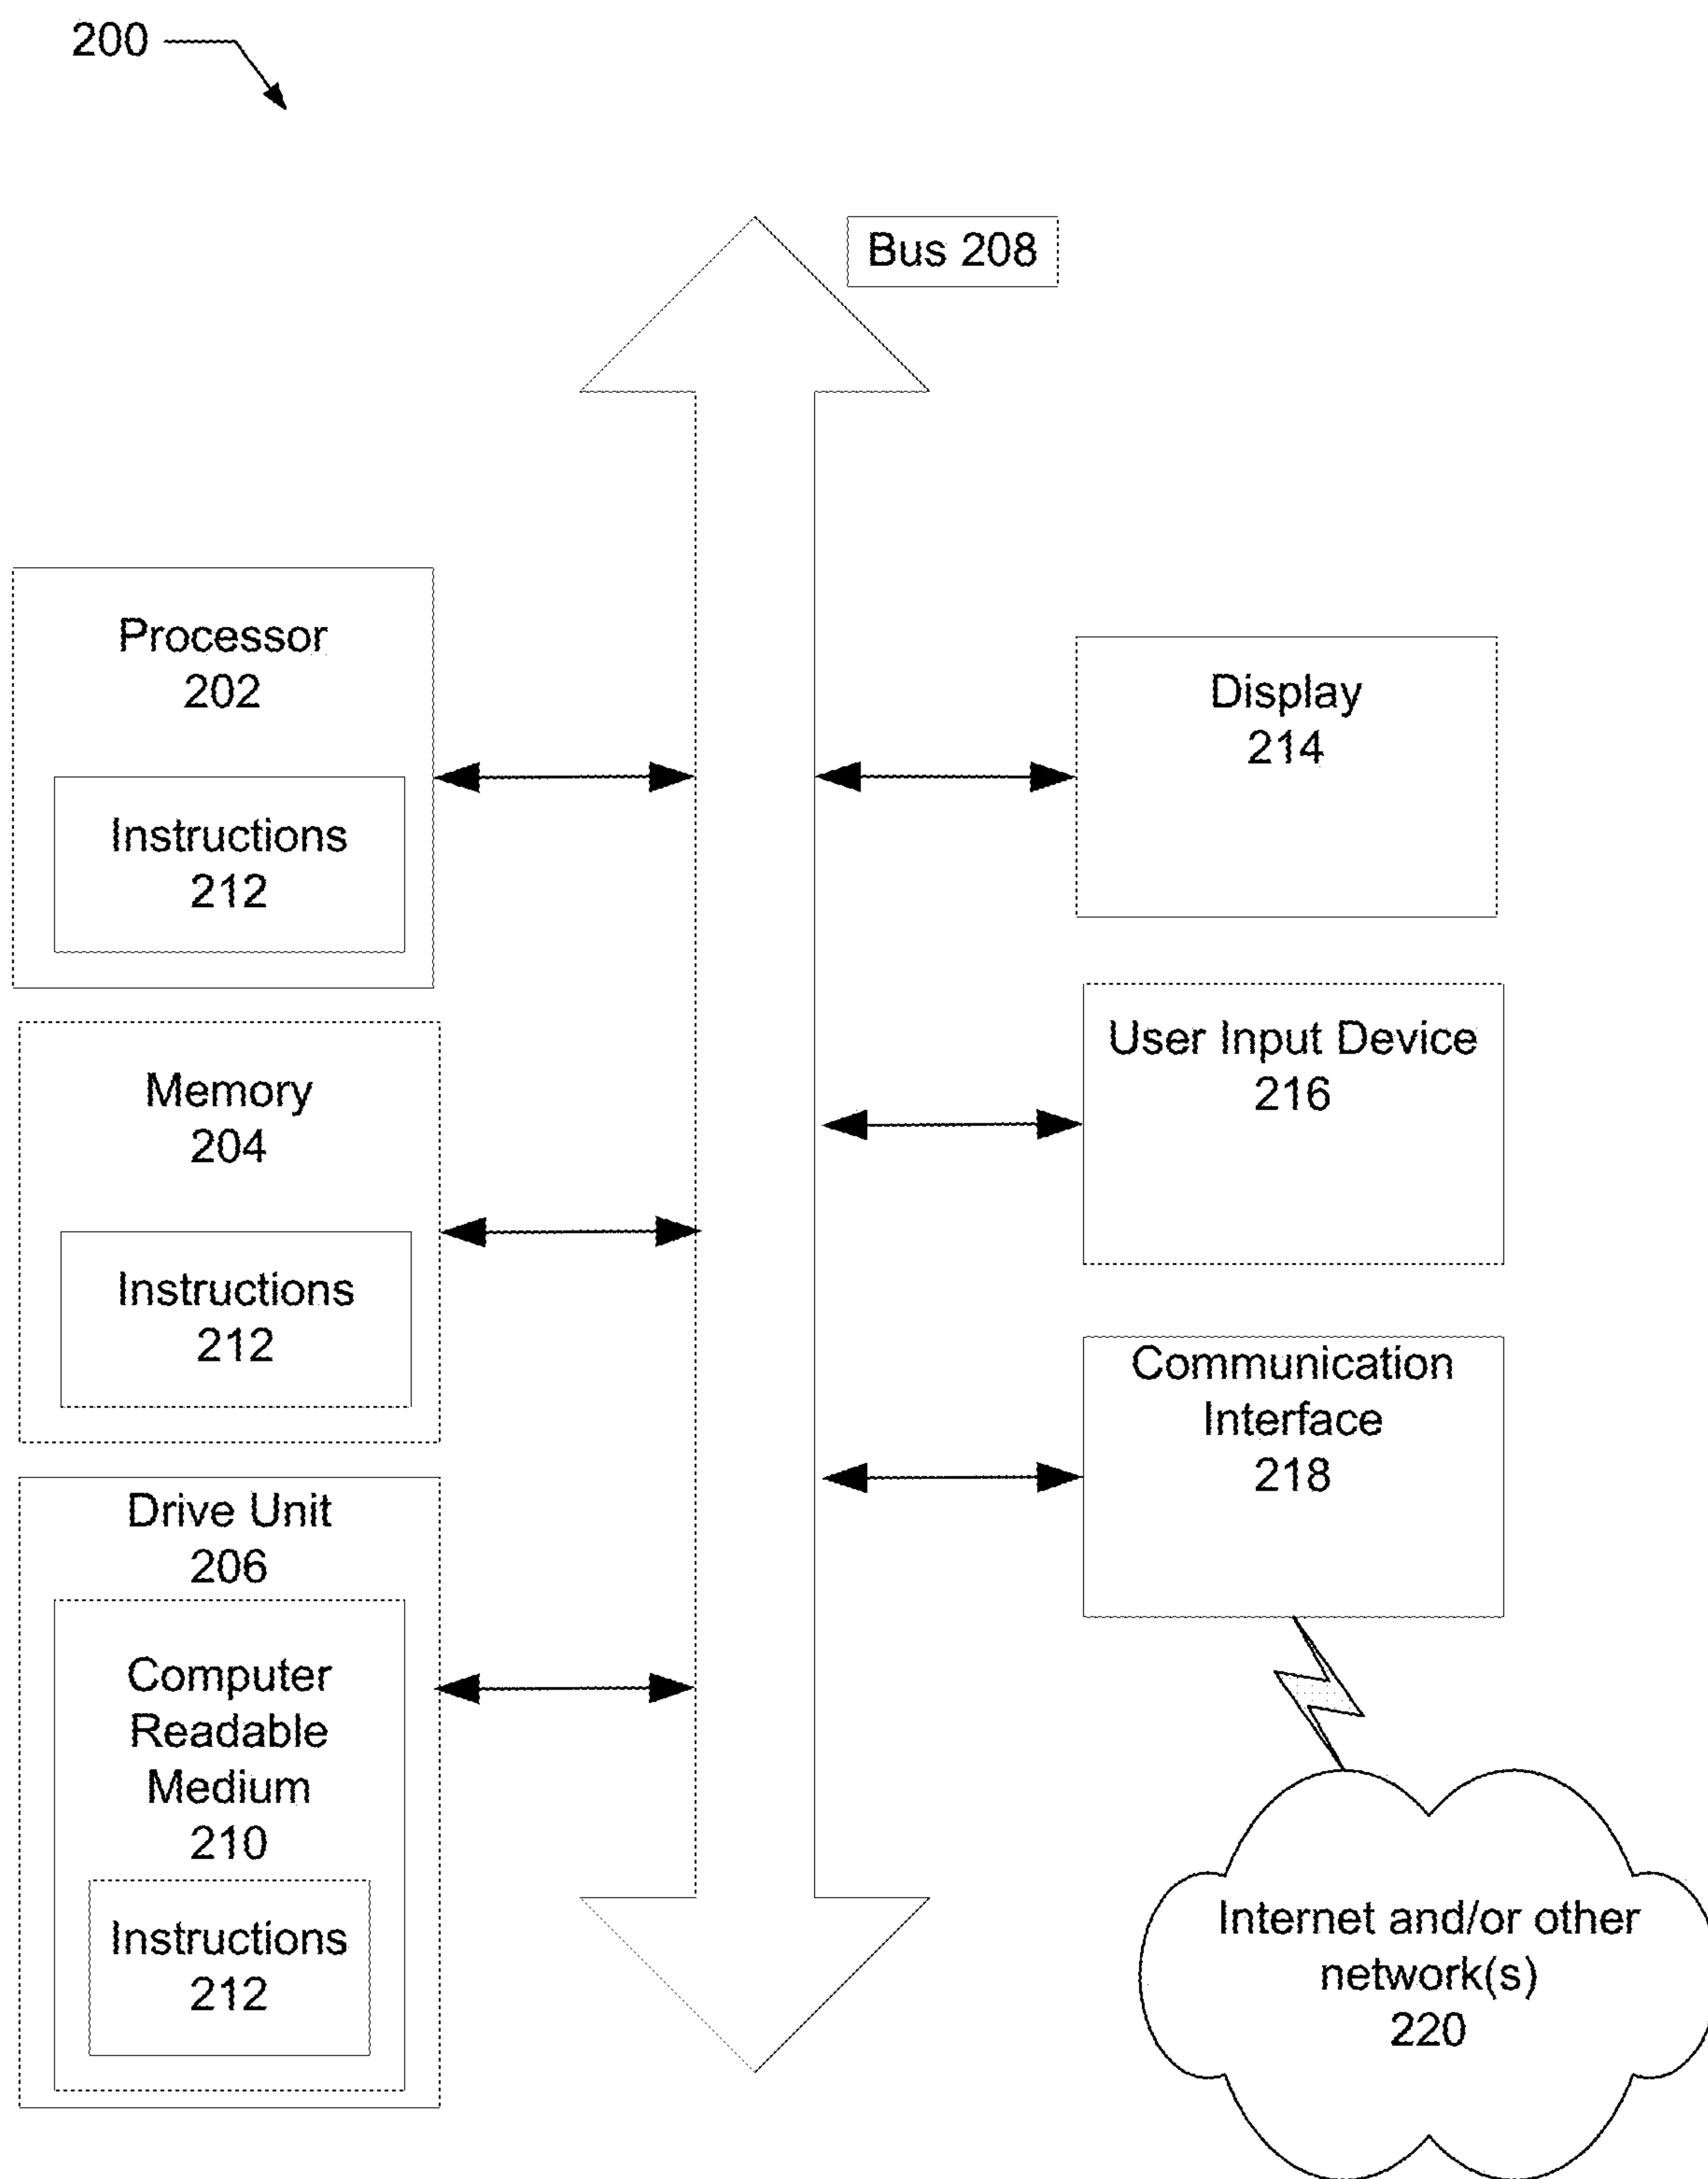 200
Bus 208
Processor
202
Instructions
212
Memory
204
Instructions
212
Drive Unit
206
Computer
Readable
Medium
210
Instructions
212
Display
214
User Input Device
216
Communication
Interface
218
Internet and/or other
network(s)
220